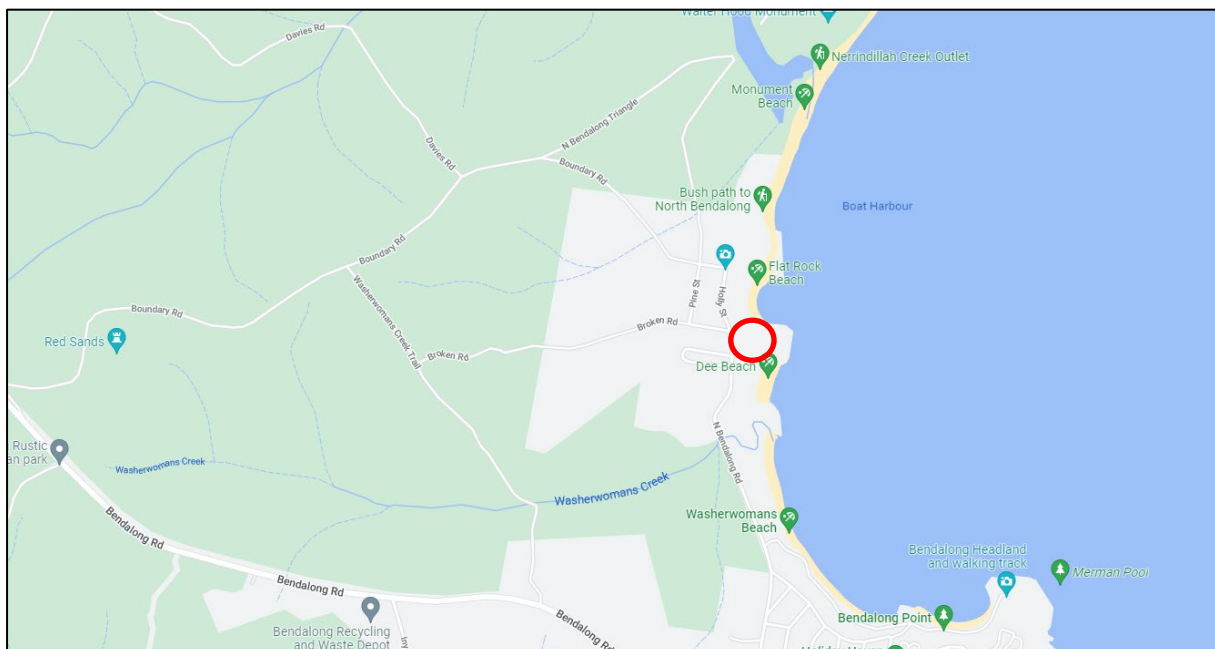 Walter Hood Monument
Davies Rd
Nerrindillah Creek Outlet
Monument
Beach
N Bendalong Triangle
Davies Rd
Boundary Rd
Bush path to
North Bendalong
Boat Harbour
Boundary Rd
Flat Rock
Beach
Pine St
Holly St
Washerwomans Creek Trail
Boundary Rd
Broken Rd
Red Sands
Broken Rd
Dee Beach
N Bendalong Rd
Rustic
an park
Washerwomans Creek
Washerwomans Creek
Bendalong Rd
Washerwomans
Beach
Bendalong Headland
and walking track
Merman Pool
Bendalong Rd
Bendalong Point
Bendalong Recycling
and Waste Depot
Bendalong Rd
Holiday Haven